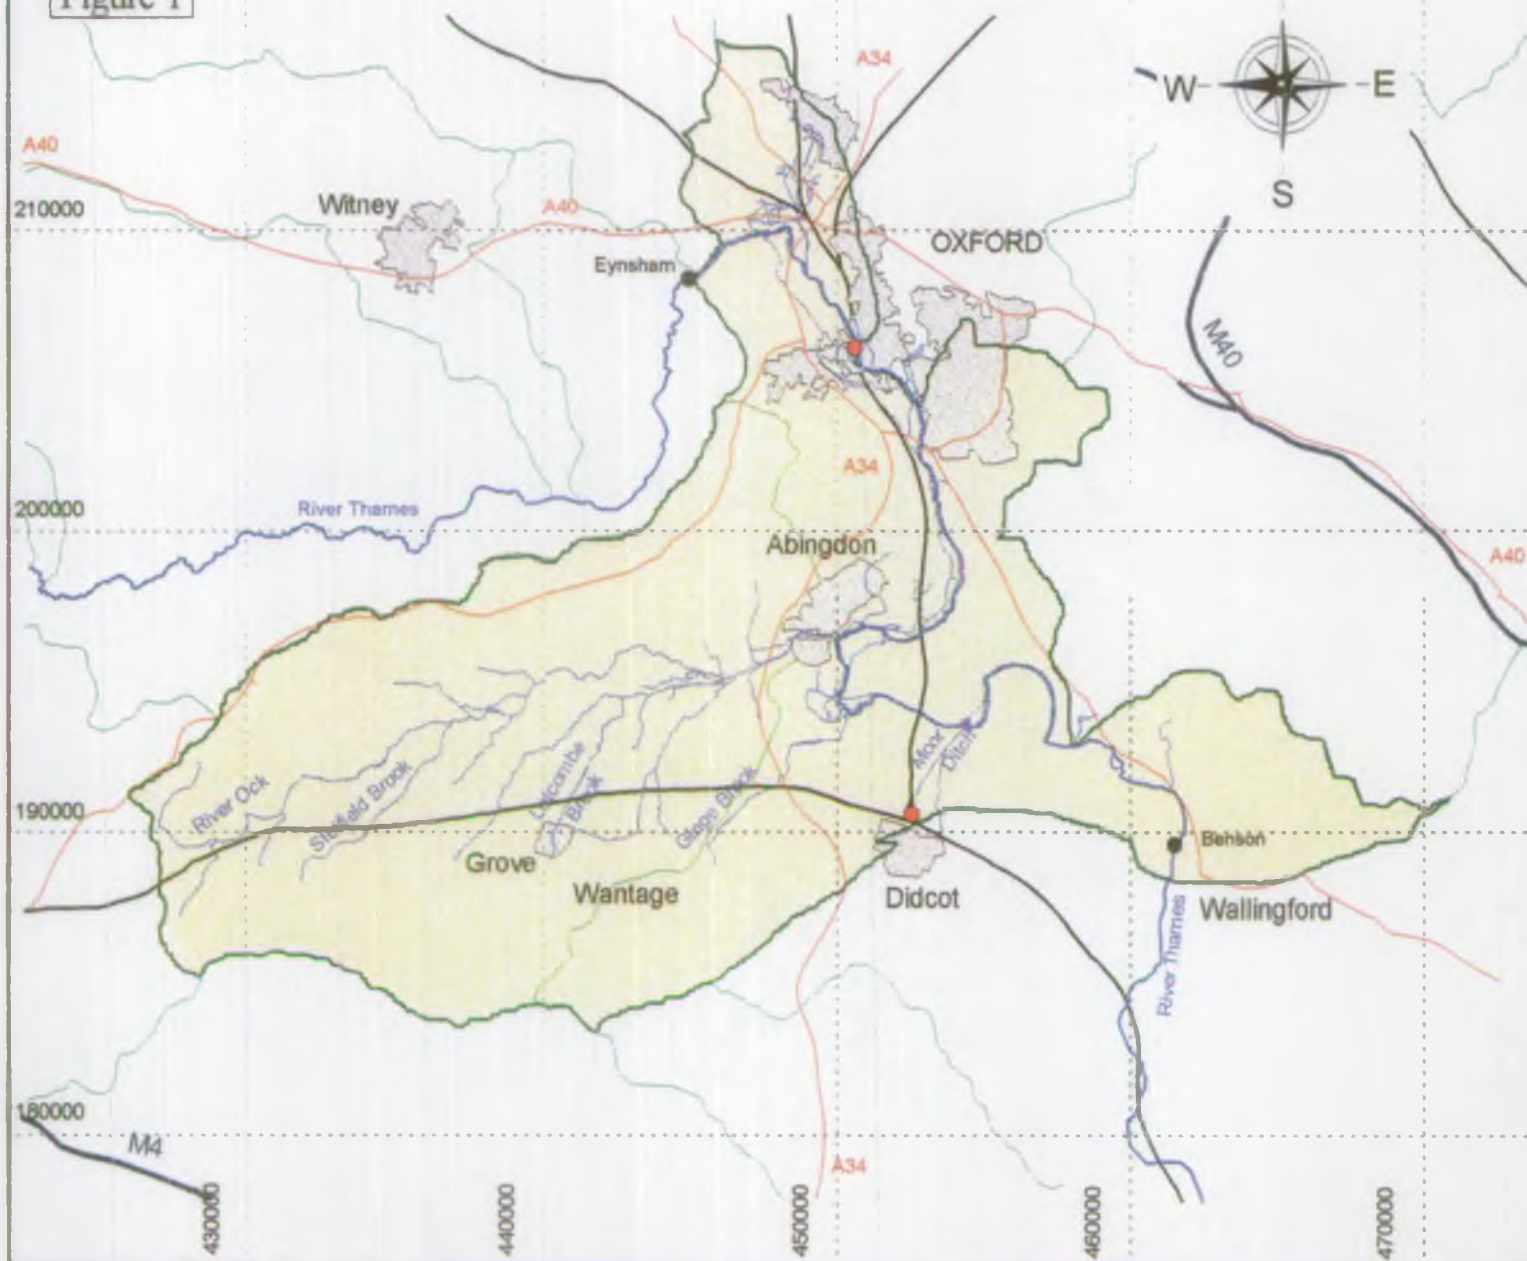 Figure 1
A34
W
E
S
A40
Witney
A40
210000
OXFORD
Eynsham
M40
A34
200000
River Thames
Abingdon
A40
Moor
Ditch
Letcombe
Brook
River Ock
Stutfield Brook
Ginge Brook
190000
Benson
Grove
Wantage
Didcot
Wallingford
River Thames
180000
M4
A34
430000
440000
450000
460000
470000